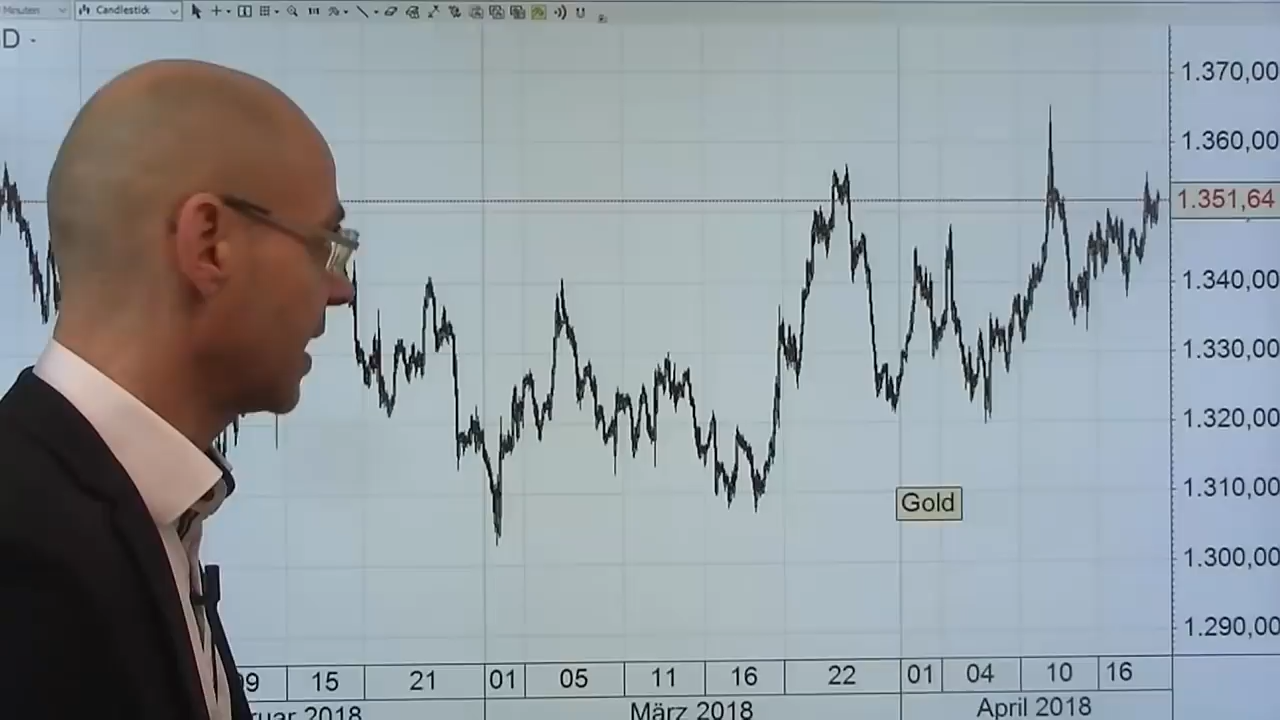 Minuten Candlestick
D -
1.370,00
1.360,00
1.351,64
1.340,00
1.330,00
1.320,00
Gold
1.310,00
1.300,00
1.290,00
09 15 21 01 05 11 16 22 01 04 10 16
ruar 2018 März 2018 April 2018